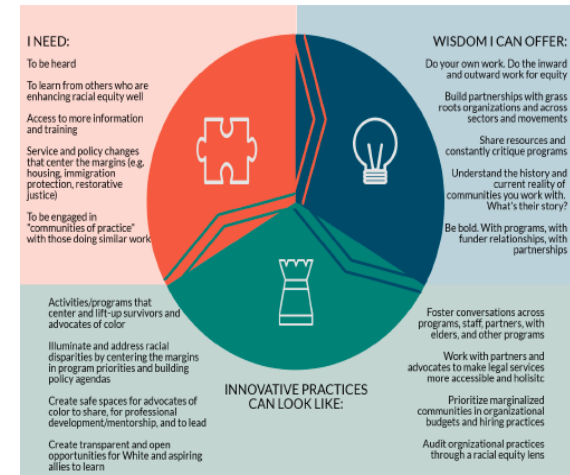 I NEED:
To be heard
To learn from others who are
enhancing racial equity well
Access to more information
and training
Service and policy changes
that center the margins (e.g.
housing, immigration
protection, restorative
justice)
To be engaged in
"communities of practice"
with those doing similar work
WISDOM I CAN OFFER:
Do your own work. Do the inward
and outward work for equity
Build partnerships with grass
roots organizations and across
sectors and movements
Share resources and
constantly critique programs
Understand the history and
current reality of
communities you work with.
What's their story?
Be bold. With programs, with
funder relationships, with
partnerships
INNOVATIVE PRACTICES
CAN LOOK LIKE:
Activities/programs that
center and lift-up survivors and
advocates of color
Illuminate and address racial
disparities by centering the margins
in program priorities and building
policy agendas
Create safe spaces for advocates of
color to share, for professional
development/mentorship, and to lead
Create transparent and open
opportunities for White and aspiring
allies to learn
Foster conversations across
programs, staff, partners, with
elders, and other programs
Work with partners and
advocates to make legal services
more accessible and holisitc
Prioritize marginalized
communities in organizational
budgets and hiring practices
Audit orgnizational practices
through a racial equity lens